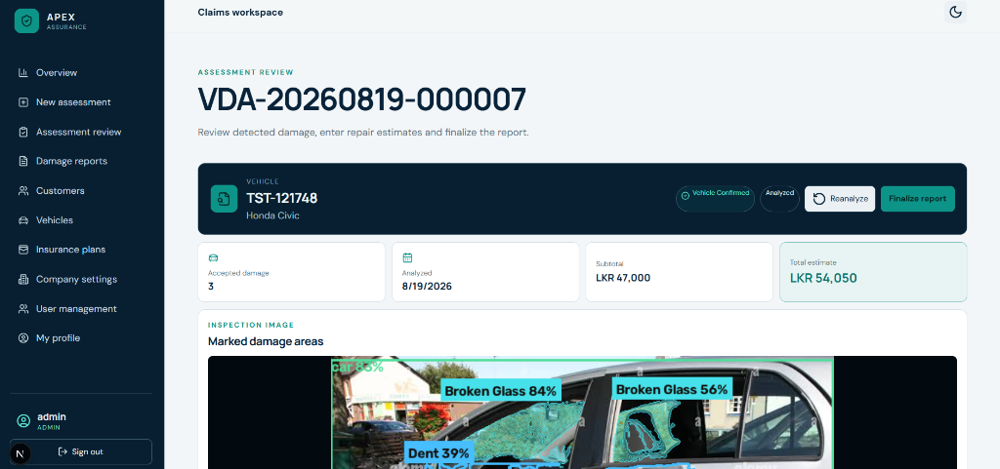 APEX
ASSURANCE
Overview
New assessment
Assessment review
Damage reports
Customers
Vehicles
Insurance plans
Company settings
User management
My profile
admin
ADMIN
N
Sign out
Claims workspace
ASSESSMENT REVIEW
VDA-20260819-000007
Review detected damage, enter repair estimates and finalize the report.
VEHICLE
TST-121748
Honda Civic
Vehicle Confirmed
Analyzed
Reanalyze
Finalize report
Accepted damage
3
Analyzed
8/19/2026
Subtotal
LKR 47,000
Total estimate
LKR 54,050
INSPECTION IMAGE
Marked damage areas
car 83%
Broken Glass 84%
Broken Glass 56%
Dent 39%